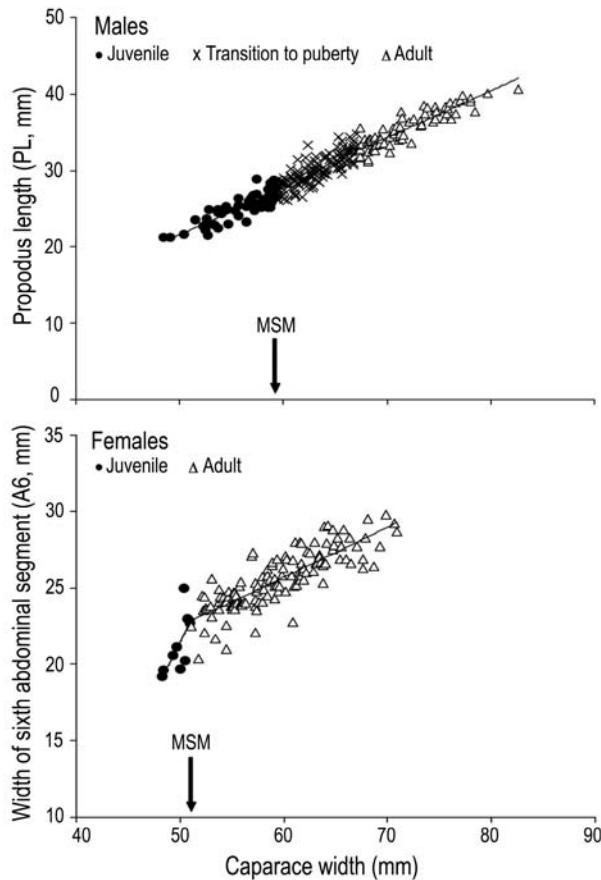 50
Males
● Juvenile x Transition to puberty △ Adult
40
30
20
10
0
Propodus length (PL, mm)
MSM
35
Females
● Juvenile △ Adult
30
25
20
15
10
Width of sixth abdominal segment (A6, mm)
MSM
40 50 60 70 80 90
Caparace width (mm)